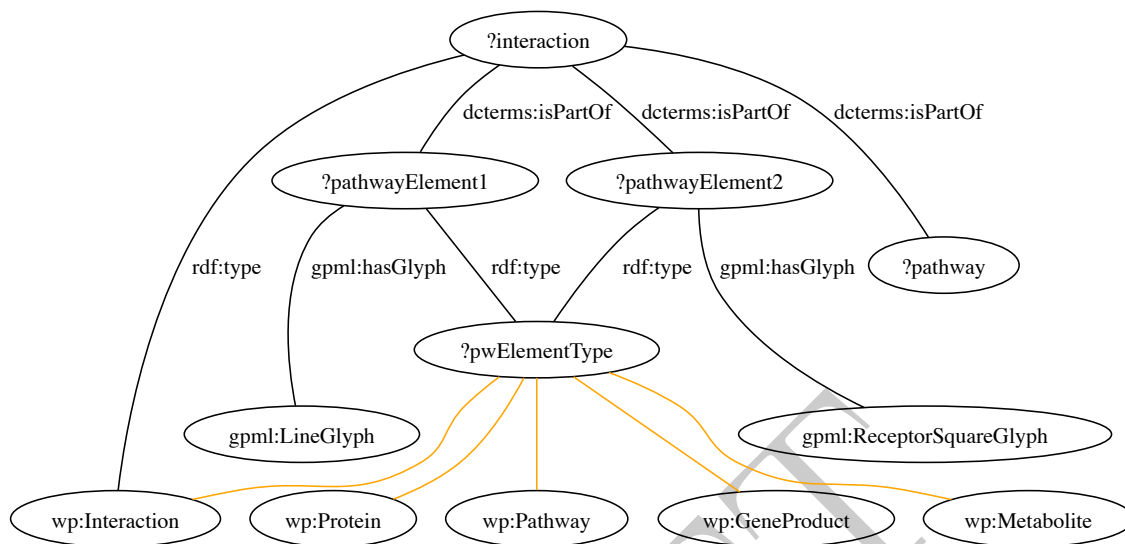 ?interaction
dcterms:isPartOf
dcterms:isPartOf
dcterms:isPartOf
?pathwayElement1
?pathwayElement2
rdf:type
gpml:hasGlyph
rdf:type
rdf:type
gpml:hasGlyph
?pathway
?pwElementType
gpml:LineGlyph
gpml:ReceptorSquareGlyph
wp:Interaction
wp:Protein
wp:Pathway
wp:GeneProduct
wp:Metabolite